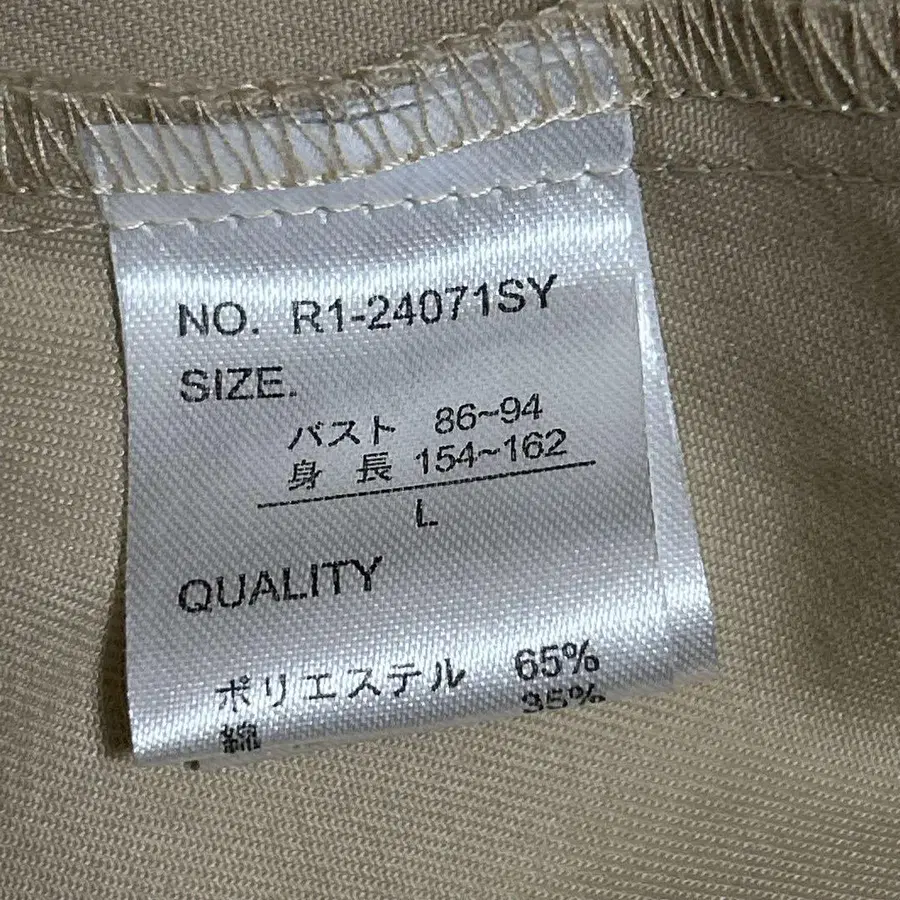 NO. R1-24071SY
SIZE.
バスト 86~94
身長 154~162
L
QUALITY
ポリエステル 65%
綿 35%